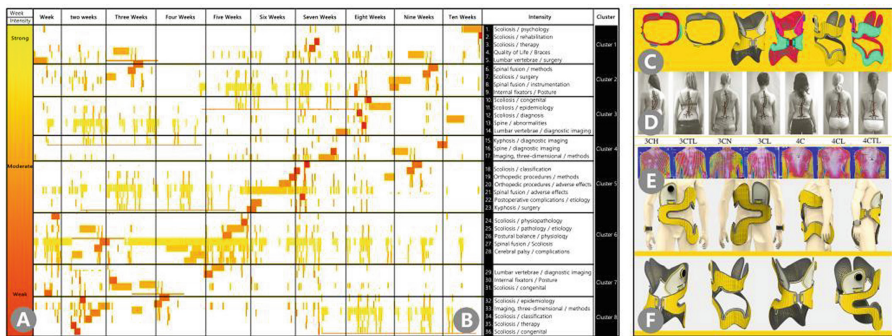 Week
Intensity
Week
two weeks
Three Weeks
Four Weeks
Five Weeks
Six Weeks
Seven Weeks
Eight Weeks
Nine Weeks
Ten Weeks
Intensity
Cluster
Strong
Moderate
Weak
1 Scoliosis / psychology
2 Scoliosis / rehabilitation
3 Scoliosis / therapy
4 Quality of Life / Braces
5 Lumbar vertebrae / surgery
Cluster 1
6 Spinal fusion / methods
7 Scoliosis / surgery
8 Spinal fusion / instrumentation
9 Internal fixators / Posture
Cluster 2
10 Scoliosis / congenital
11 Scoliosis / epidemiology
12 Scoliosis / diagnosis
13 Spine / abnormalities
14 Lumbar vertebrae / diagnostic imaging
Cluster 3
15 Kyphosis / diagnostic imaging
16 Spine / diagnostic imaging
17 Imaging, three-dimensional / methods
Cluster 4
18 Scoliosis / classification
19 Orthopedic procedures / methods
20 Orthopedic procedures / adverse effects
21 Spinal fusion / adverse effects
22 Postoperative complications / etiology
23 Kyphosis / surgery
Cluster 5
24 Scoliosis / physiopathology
25 Scoliosis / pathology / etiology
26 Postural balance / physiology
27 Spinal fusion / Scoliosis
28 Cerebral palsy / complications
Cluster 6
29 Lumbar vertebrae / diagnostic imaging
30 Internal fixators / Posture
31 Scoliosis / congenital
Cluster 7
32 Scoliosis / epidemiology
33 Imaging, three-dimensional / methods
34 Scoliosis / classification
35 Scoliosis / therapy
36 Scoliosis / congenital
Cluster 8
A
B
C
D
3CH 3CTL 3CN 3CL 4C 4CL 4CTL
E
F